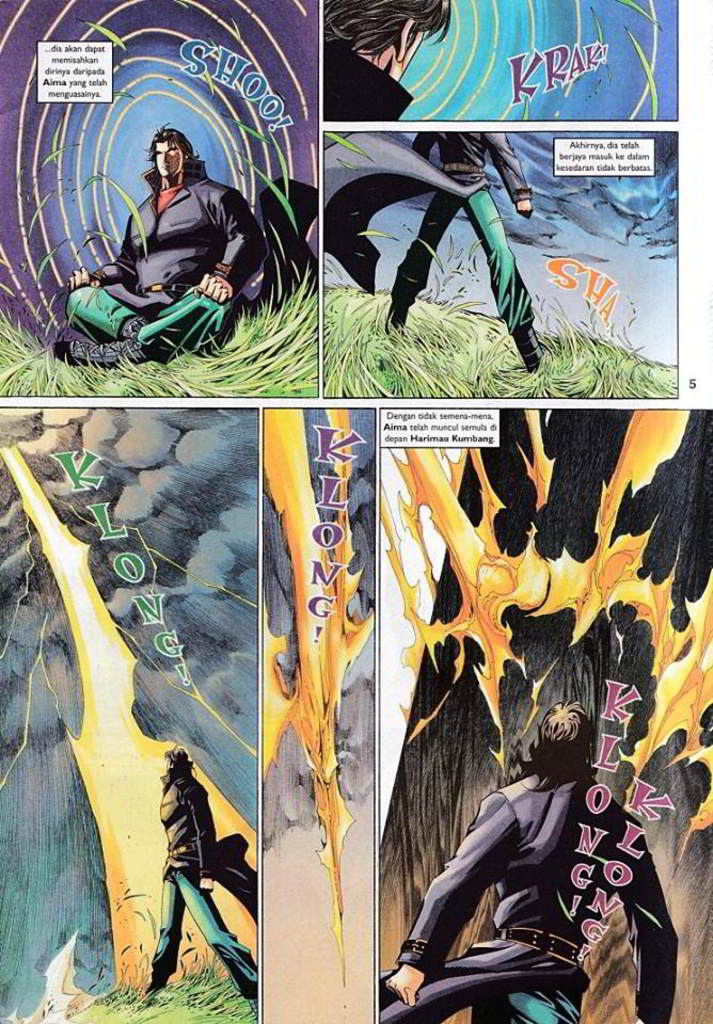 ...dia akan dapat
memisahkan
dirinya daripada
Aima yang telah
menguasainya.
SHOO!
KRAK!
Akhirnya, dia telah
berjaya masuk ke dalam
kesedaran tidak berbatas.
SHA
5
KLONG!
KLONG!
Dengan tidak semena-mena,
Aima telah muncul semula di
depan Harimau Kumbang.
KLONG!
KLONG!